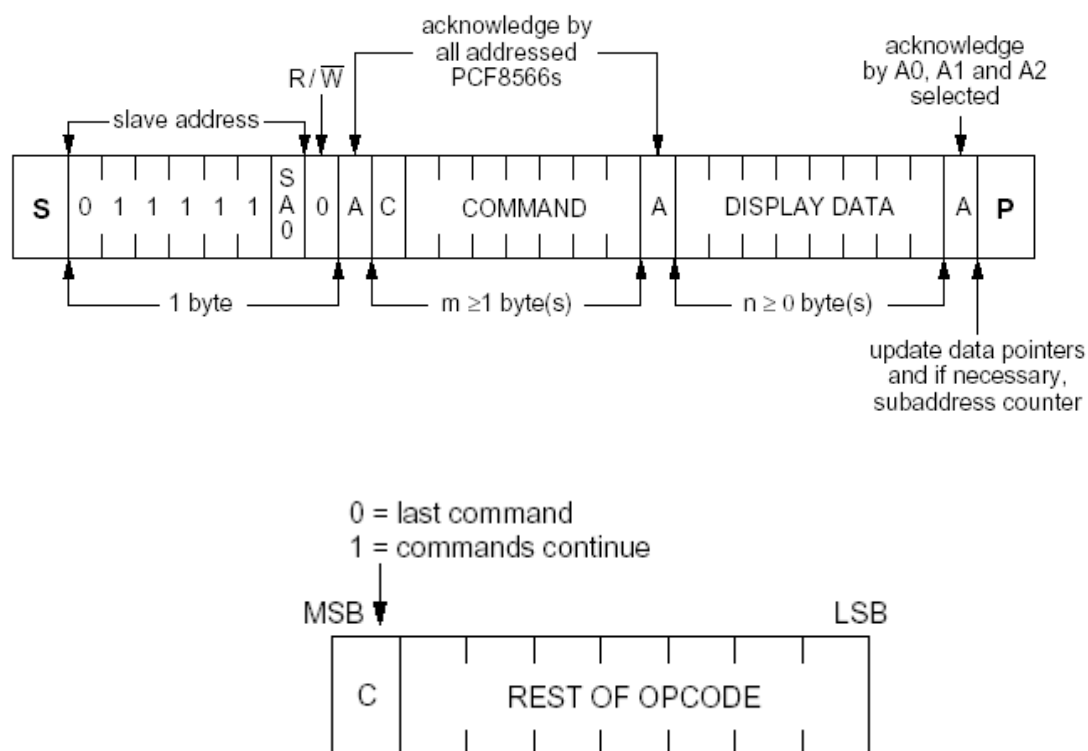 acknowledge by
all addressed
PCF8566s
acknowledge
by A0, A1 and A2
selected
R/W̅
slave address
S 0 1 1 1 1 1 S A 0 0 A C COMMAND A DISPLAY DATA A P
1 byte
m ≥1 byte(s)
n ≥ 0 byte(s)
update data pointers
and if necessary,
subaddress counter
0 = last command
1 = commands continue
MSB LSB
C REST OF OPCODE